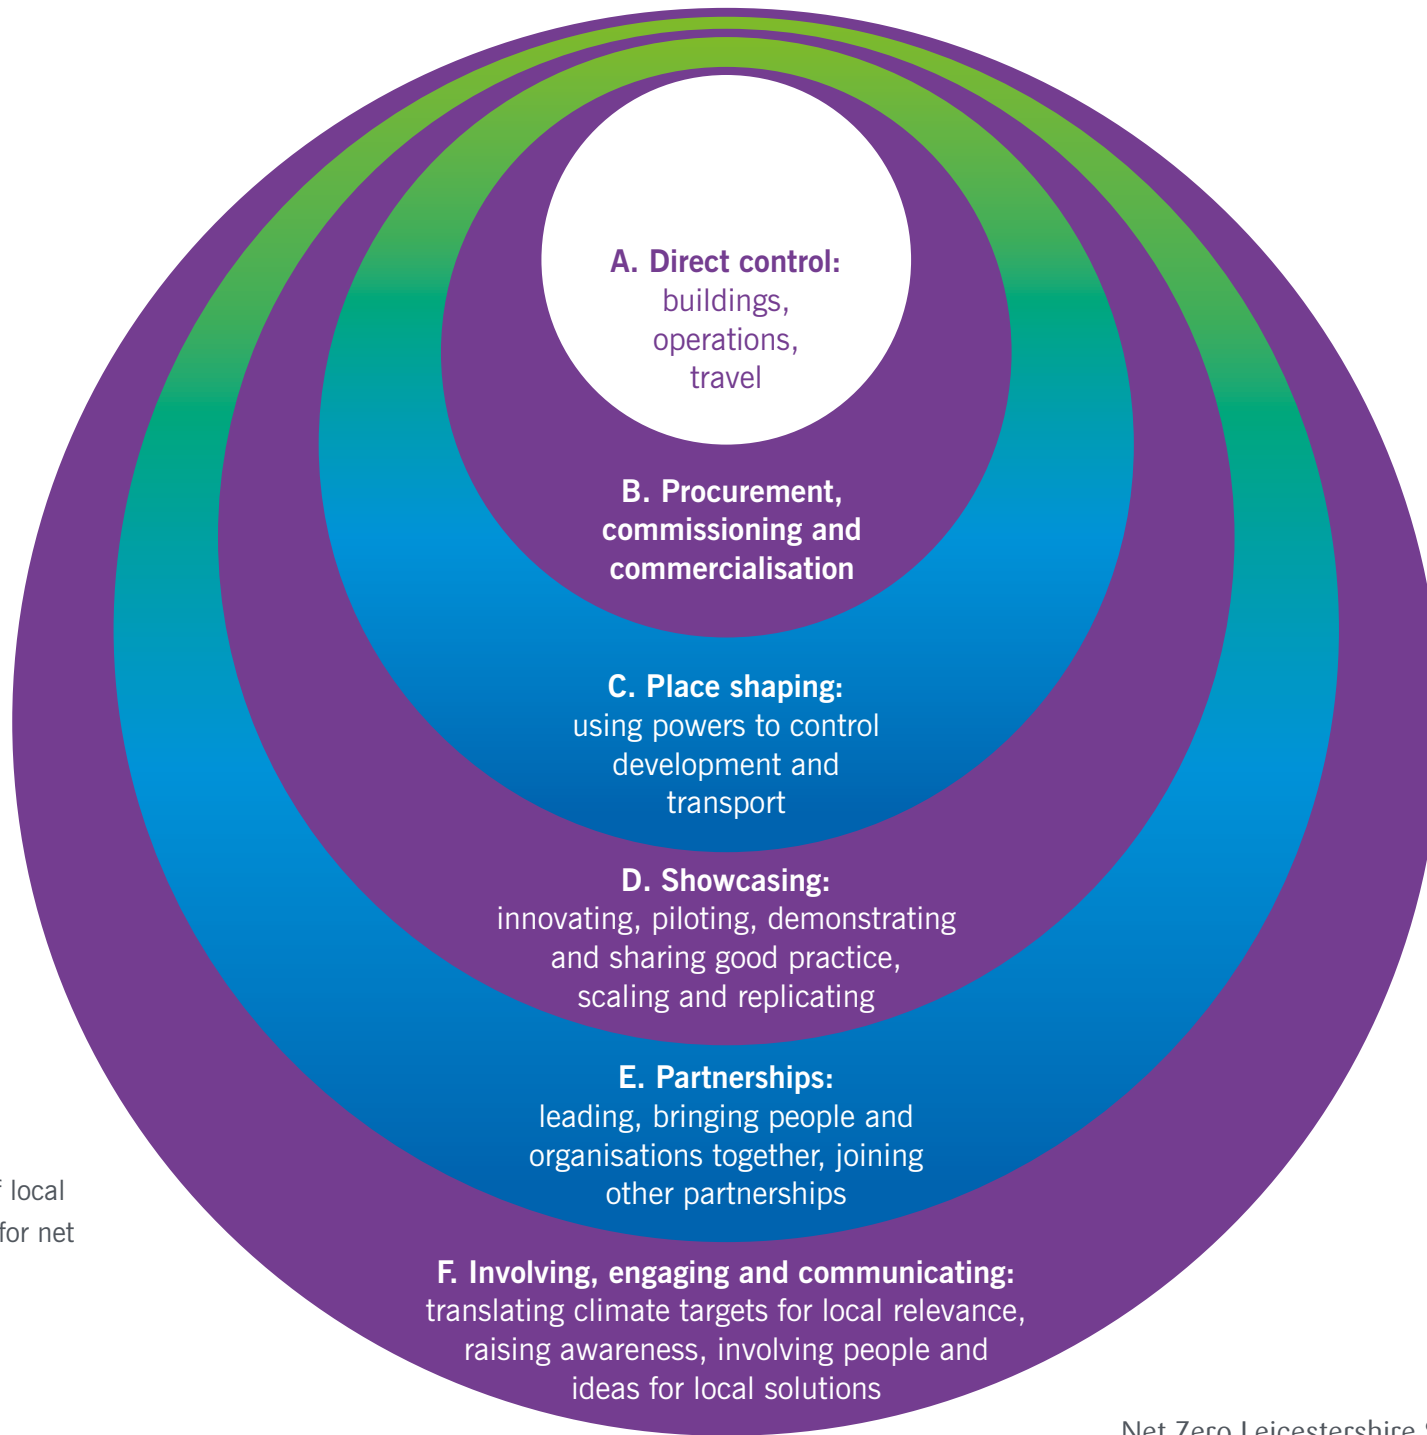 A. Direct control:
buildings,
operations,
travel
B. Procurement,
commissioning and
commercialisation
C. Place shaping:
using powers to control
development and
transport
D. Showcasing:
innovating, piloting, demonstrating
and sharing good practice,
scaling and replicating
E. Partnerships:
leading, bringing people and
organisations together, joining
other partnerships
local
for net
F. Involving, engaging and communicating:
translating climate targets for local relevance,
raising awareness, involving people and
ideas for local solutions
Net Zero Leicestershire